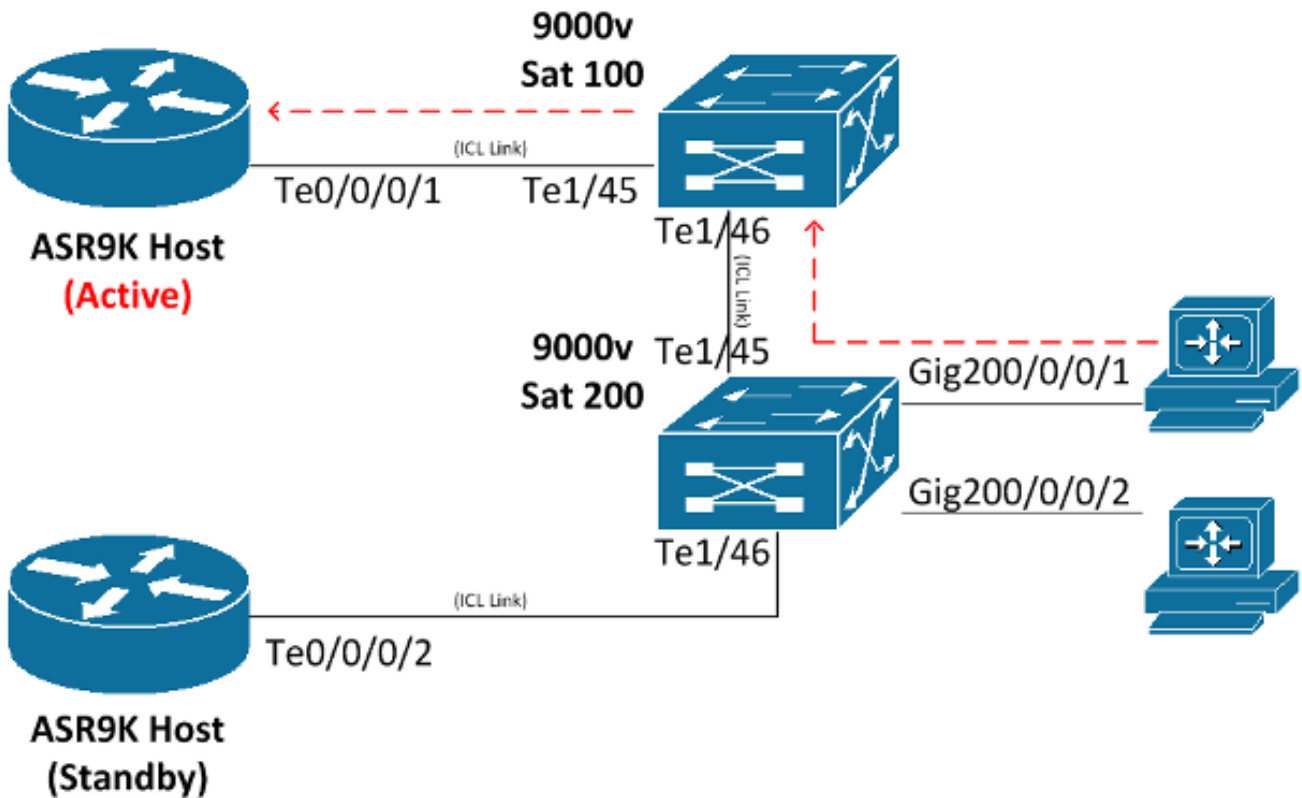 9000v
Sat 100
(ICL Link)
Te0/0/0/1
Te1/45
ASR9K Host
(Active)
Te1/46
(ICL Link)
9000v
Sat 200
Te1/45
Gig200/0/0/1
Gig200/0/0/2
Te1/46
(ICL Link)
Te0/0/0/2
ASR9K Host
(Standby)